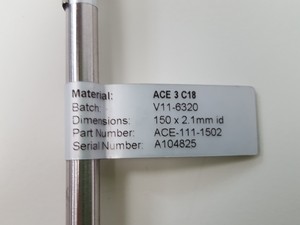 Material: ACE 3 C18
Batch: V11-6320
Dimensions: 150 x 2.1mm id
Part Number: ACE-111-1502
Serial Number: A104825